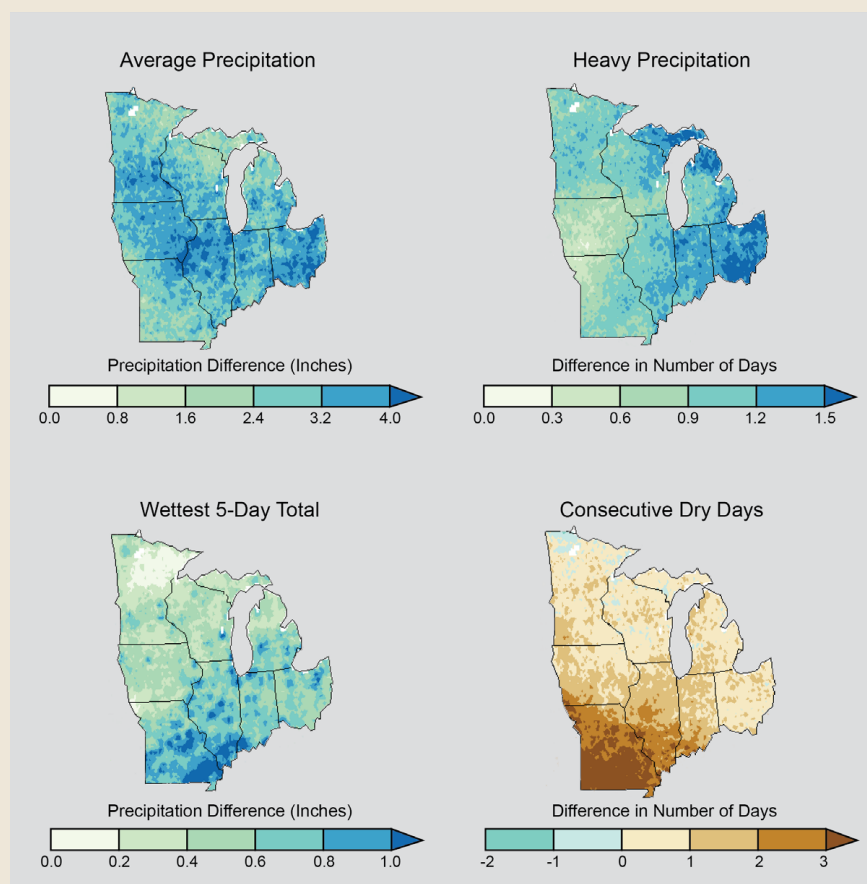 Average Precipitation
Heavy Precipitation
Precipitation Difference (Inches)
0.0 0.8 1.6 2.4 3.2 4.0
Difference in Number of Days
0.0 0.3 0.6 0.9 1.2 1.5
Wettest 5-Day Total
Consecutive Dry Days
Precipitation Difference (Inches)
0.0 0.2 0.4 0.6 0.8 1.0
Difference in Number of Days
-2 -1 0 1 2 3